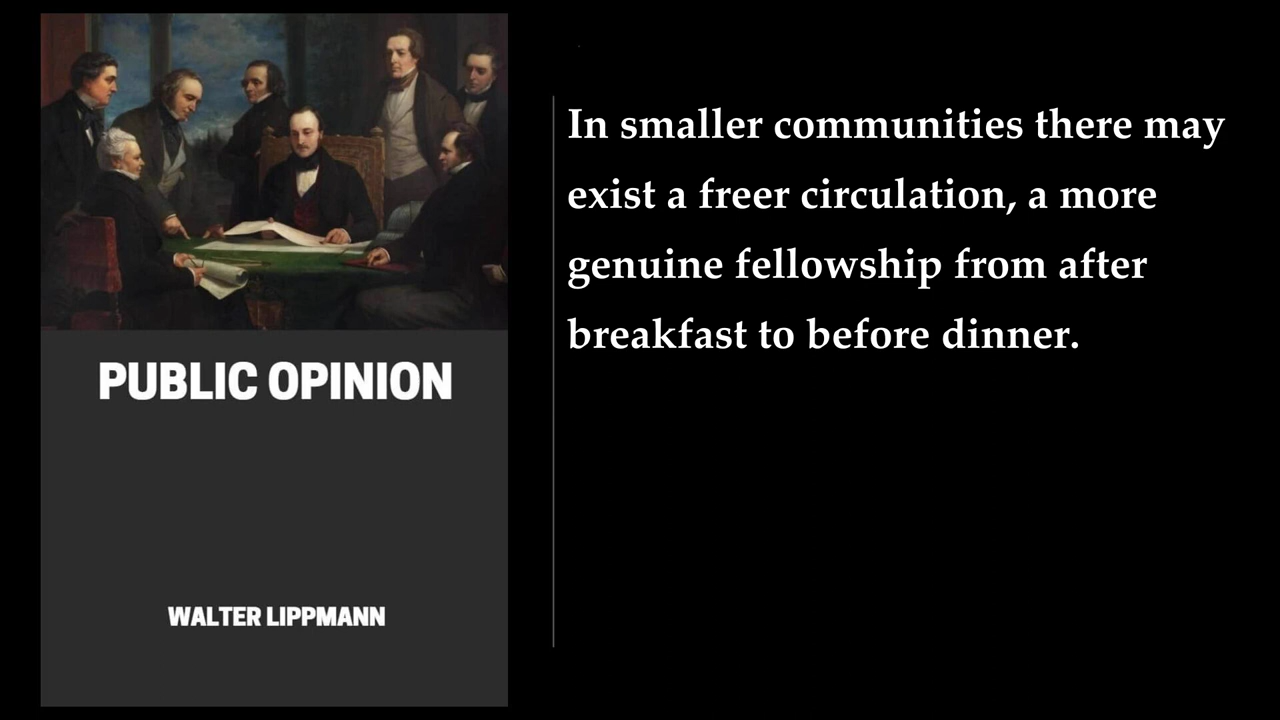 PUBLIC OPINION
WALTER LIPPMANN
In smaller communities there may
exist a freer circulation, a more
genuine fellowship from after
breakfast to before dinner.